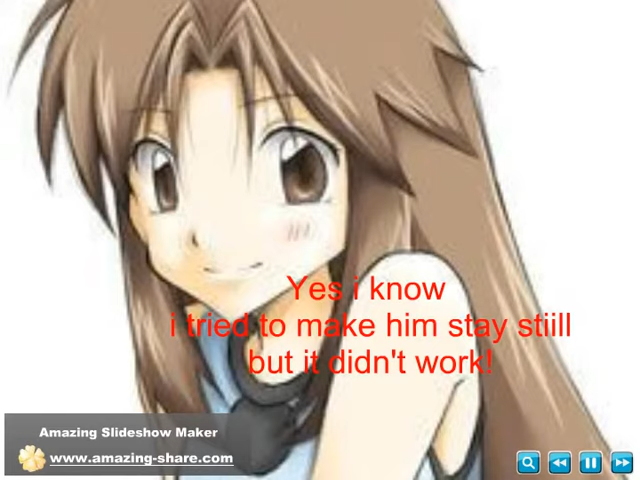 Yes i know
i tried to make him stay stiill
but it didn't work!
Amazing Slideshow Maker
www.amazing-share.com